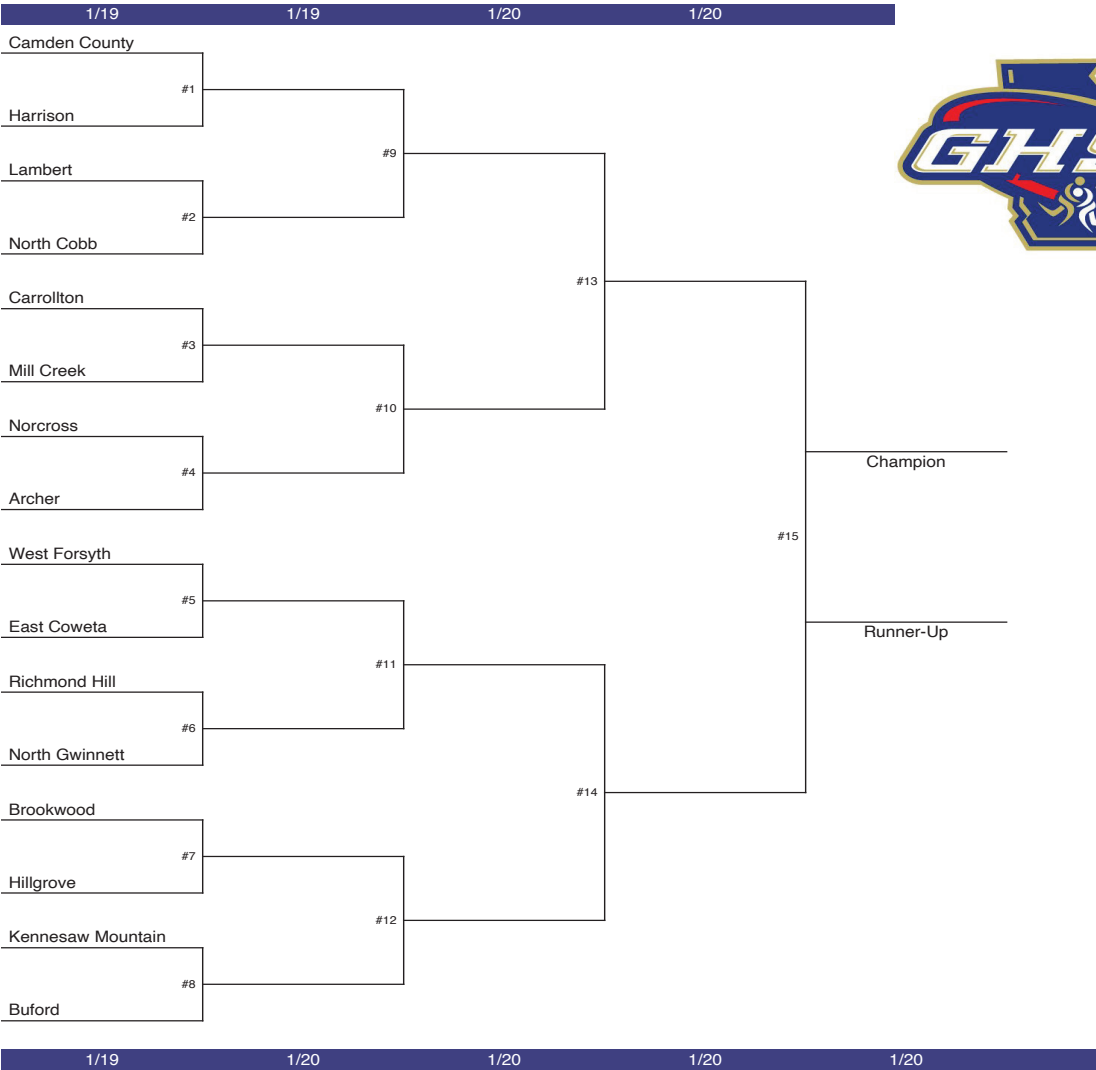 1/19 1/19 1/20 1/20
Camden County
#1
Harrison
#9
Lambert
#2
North Cobb
#13
Carrollton
#3
Mill Creek
#10
Norcross
#4
Archer
Champion
#15
West Forsyth
#5
East Coweta
Runner-Up
#11
Richmond Hill
#6
North Gwinnett
#14
Brookwood
#7
Hillgrove
#12
Kennesaw Mountain
#8
Buford
1/19 1/20 1/20 1/20 1/20